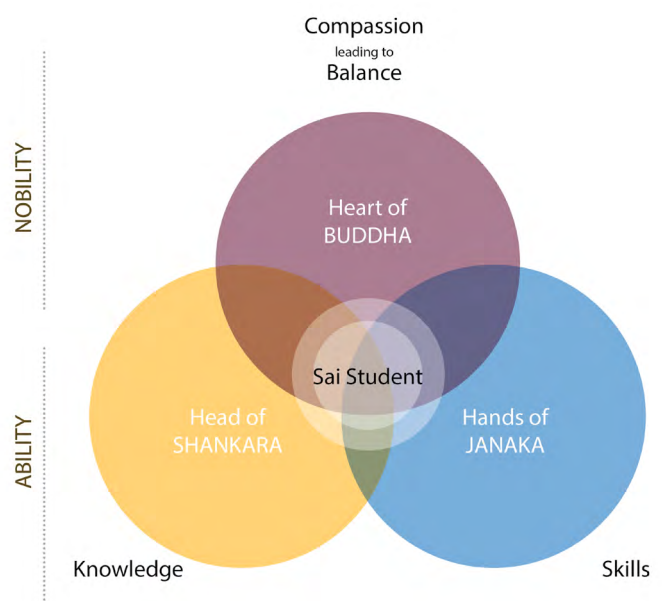 Compassion
leading to
Balance
NOBILITY
Heart of
BUDDHA
Sai Student
ABILITY
Head of
SHANKARA
Hands of
JANAKA
Knowledge
Skills